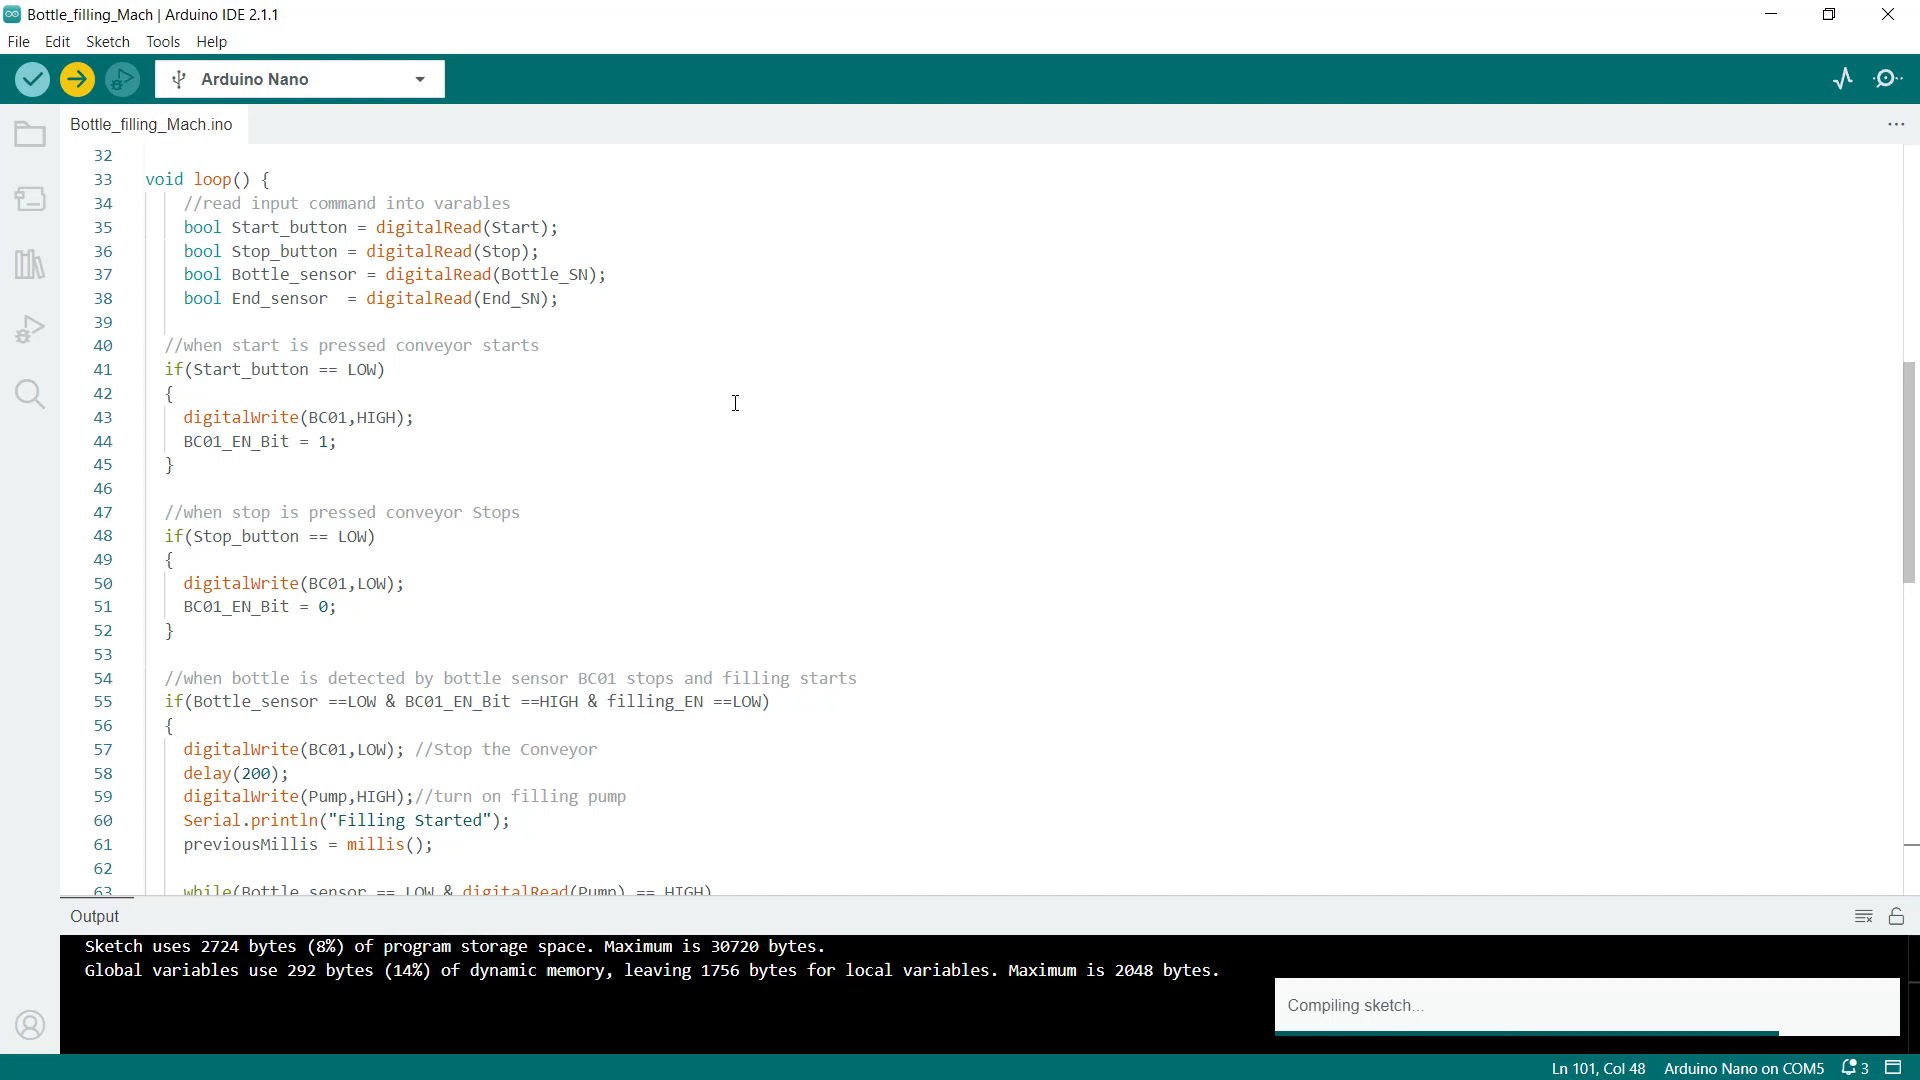 Bottle_filling_Mach | Arduino IDE 2.1.1
File Edit Sketch Tools Help
Arduino Nano
Bottle_filling_Mach.ino
32
33 void loop() {
34 //read input command into varables
35 bool Start_button = digitalRead(Start);
36 bool Stop_button = digitalRead(Stop);
37 bool Bottle_sensor = digitalRead(Bottle_SN);
38 bool End_sensor  = digitalRead(End_SN);
39
40 //when start is pressed conveyor starts
41 if(Start_button == LOW)
42 {
43 digitalWrite(BC01,HIGH);
44 BC01_EN_Bit = 1;
45 }
46
47 //when stop is pressed conveyor Stops
48 if(Stop_button == LOW)
49 {
50 digitalWrite(BC01,LOW);
51 BC01_EN_Bit = 0;
52 }
53
54 //when bottle is detected by bottle sensor BC01 stops and filling starts
55 if(Bottle_sensor ==LOW & BC01_EN_Bit ==HIGH & filling_EN ==LOW)
56 {
57 digitalWrite(BC01,LOW); //Stop the Conveyor
58 delay(200);
59 digitalWrite(Pump,HIGH);//turn on filling pump
60 Serial.println("Filling Started");
61 previousMillis = millis();
62
63 while(Bottle_sensor == LOW & digitalRead(Pump) == HIGH)
Output
Sketch uses 2724 bytes (8%) of program storage space. Maximum is 30720 bytes.
Global variables use 292 bytes (14%) of dynamic memory, leaving 1756 bytes for local variables. Maximum is 2048 bytes.
Compiling sketch...
Ln 101, Col 48 Arduino Nano on COM5 3